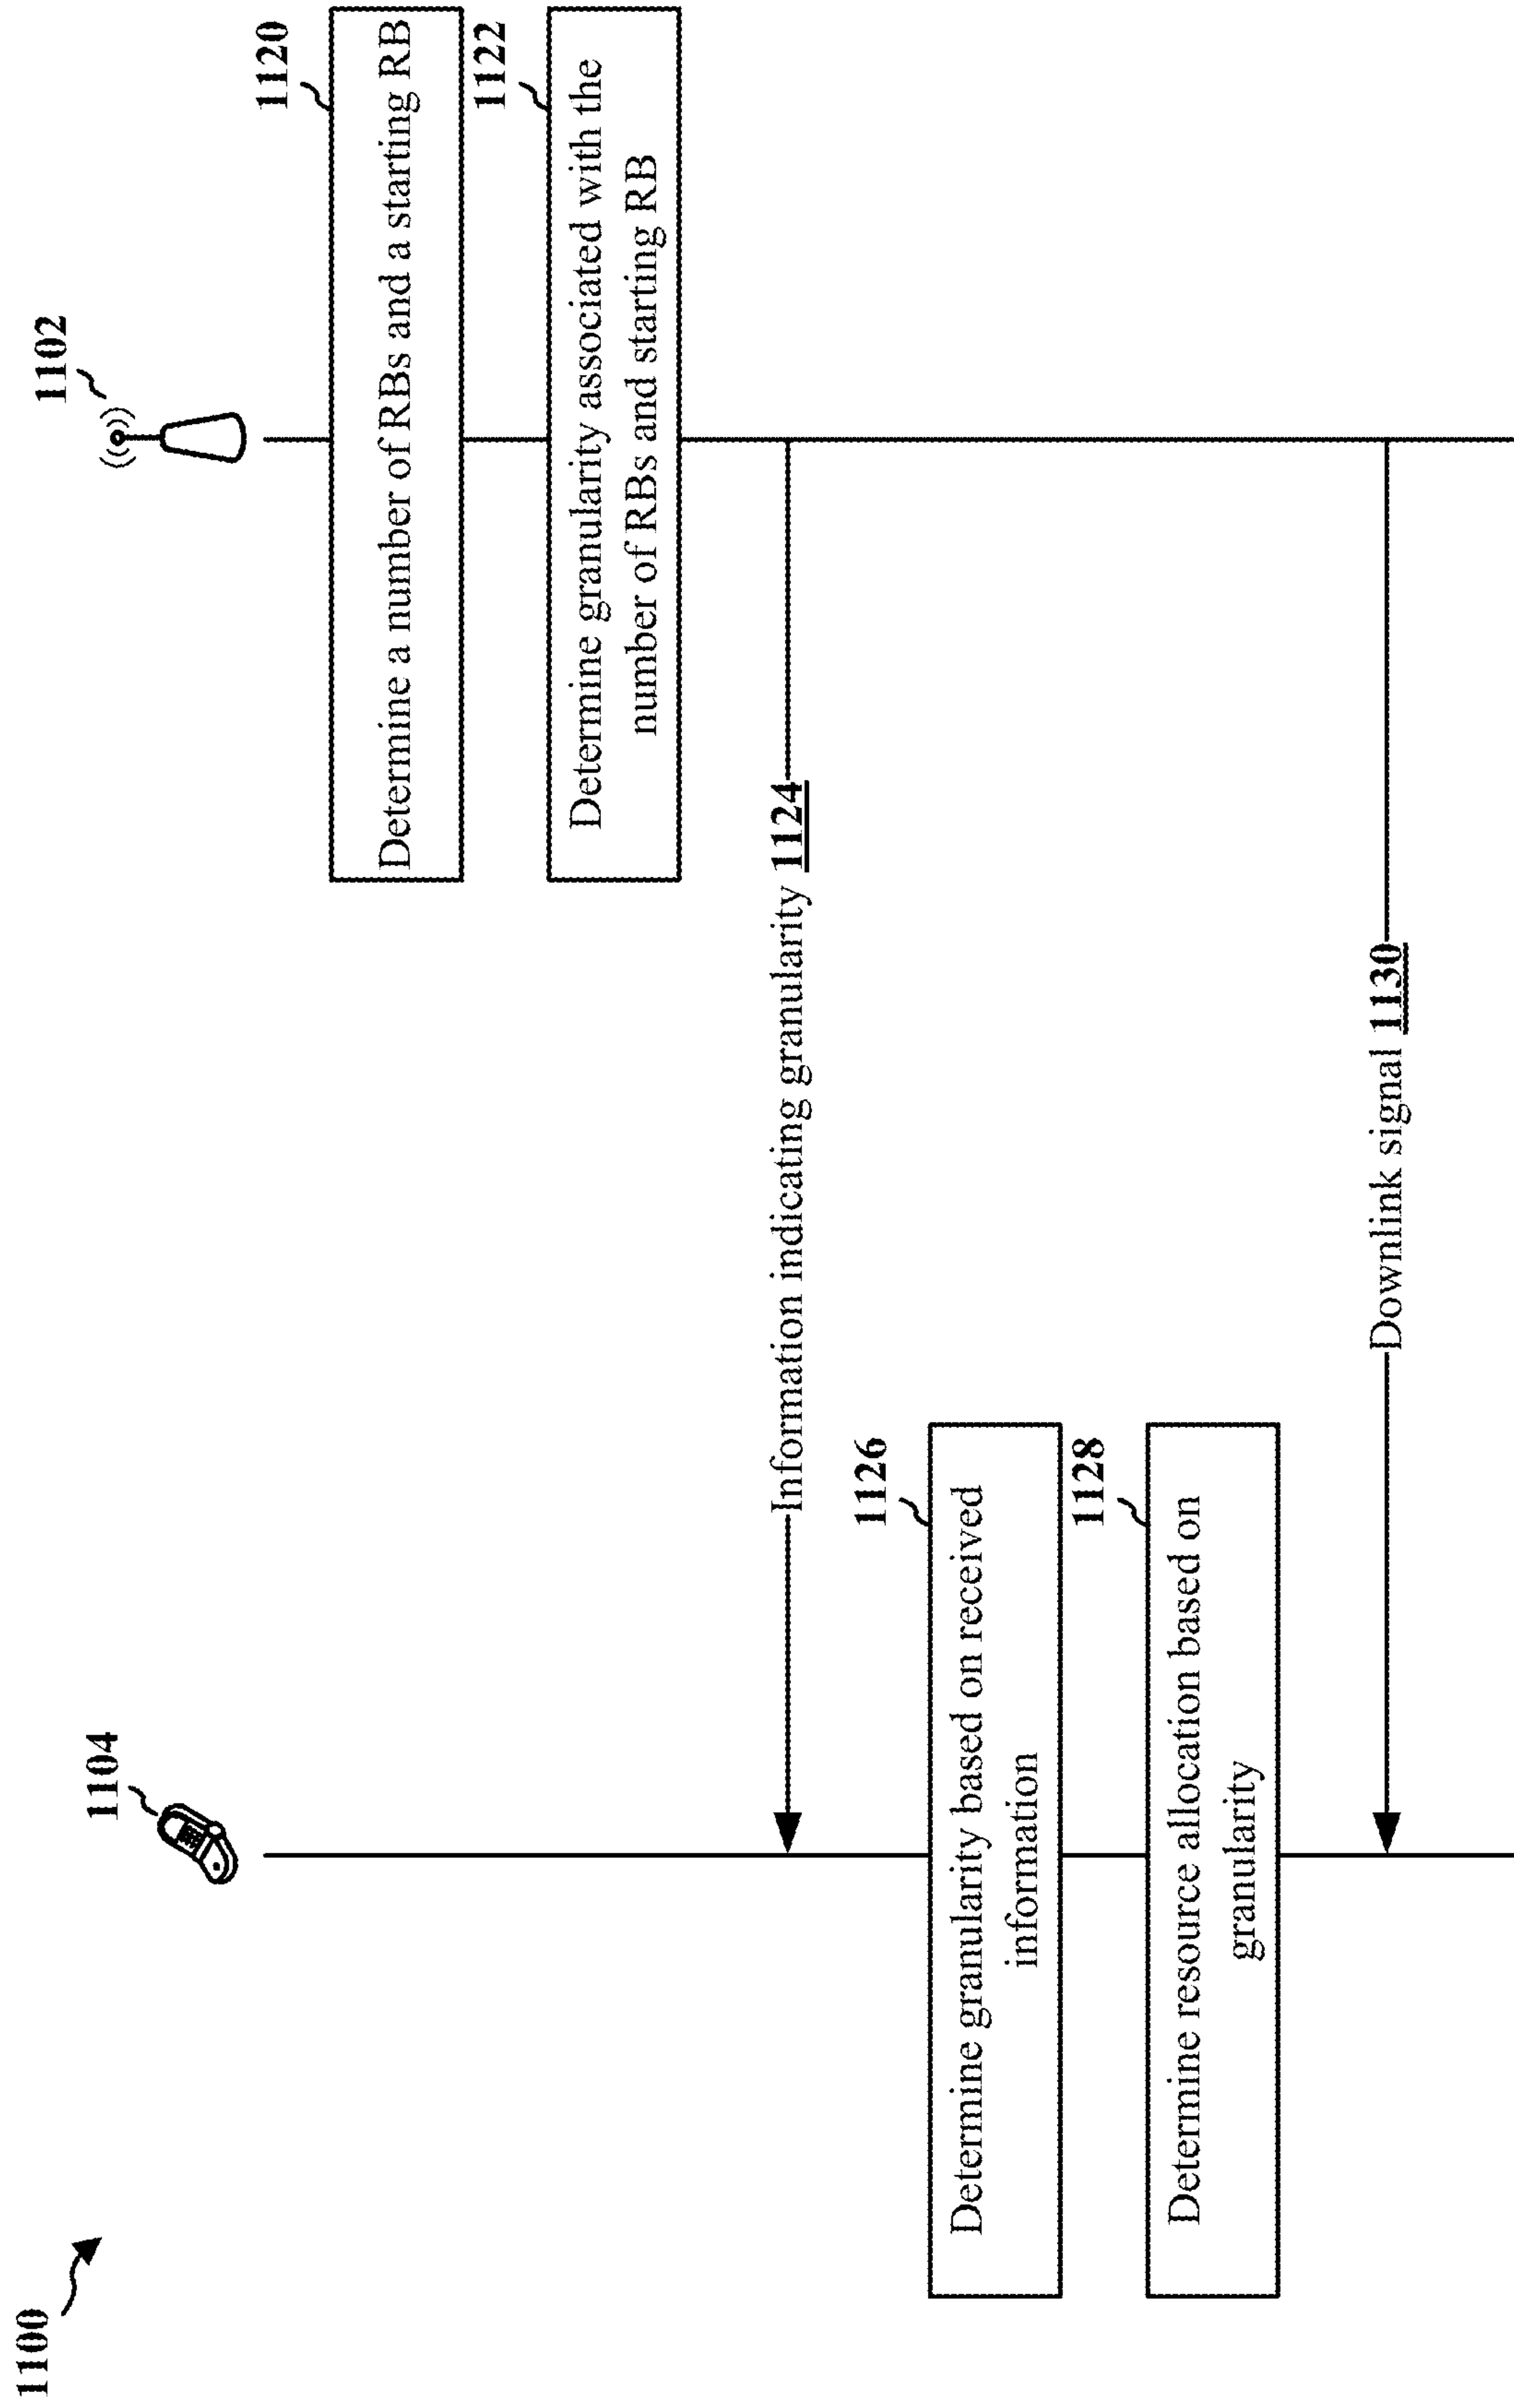 1100
1104
1102
1120
Determine a number of RBs and a starting RB
1122
Determine granularity associated with the
number of RBs and starting RB
Information indicating granularity 1124
1126
Determine granularity based on received
information
1128
Determine resource allocation based on
granularity
Downlink signal 1130